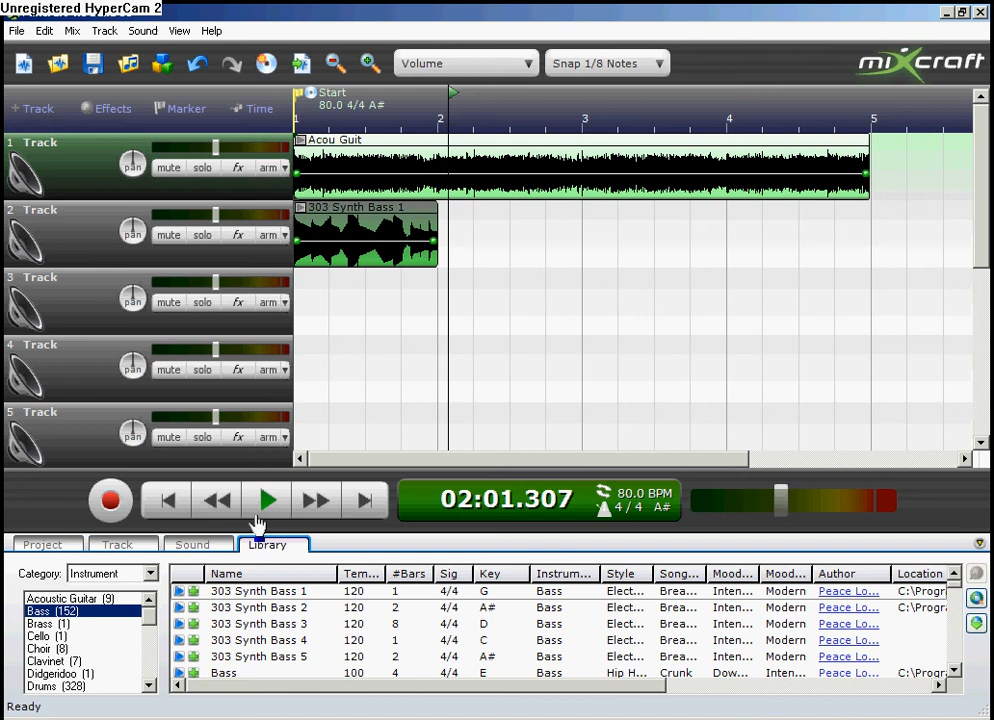 Unregistered HyperCam 2
File Edit Mix Track Sound View Help
Volume Snap 1/8 Notes mixcraft
+ Track Effects Marker Time
Start
80.0 4/4 A#
1 2 3 4 5
1 Track
pan mute solo fx arm
Acou Guit
2 Track
pan mute solo fx arm
303 Synth Bass 1
3 Track
pan mute solo fx arm
4 Track
pan mute solo fx arm
5 Track
pan mute solo fx arm
02:01.307 80.0 BPM
4 / 4 A#
Project Track Sound Library
Category: Instrument
Acoustic Guitar (9)
Bass (152)
Brass (1)
Cello (1)
Choir (8)
Clavinet (7)
Didgeridoo (1)
Drums (328)
Name Tem... #Bars Sig Key Instrum... Style Song... Mood... Mood... Author Location
303 Synth Bass 1 120 1 4/4 G Bass Elect... Brea... Inten... Modern Peace Lo... C:\Progr
303 Synth Bass 2 120 2 4/4 A# Bass Elect... Brea... Inten... Modern Peace Lo... C:\Progr
303 Synth Bass 3 120 8 4/4 D Bass Elect... Brea... Inten... Modern Peace Lo...
303 Synth Bass 4 120 1 4/4 C Bass Elect... Brea... Inten... Modern Peace Lo...
303 Synth Bass 5 120 2 4/4 A# Bass Elect... Brea... Inten... Modern Peace Lo...
Bass 100 4 4/4 E Bass Hip H... Crunk Dow... Modern Peace Lo... C:\Progr
Ready